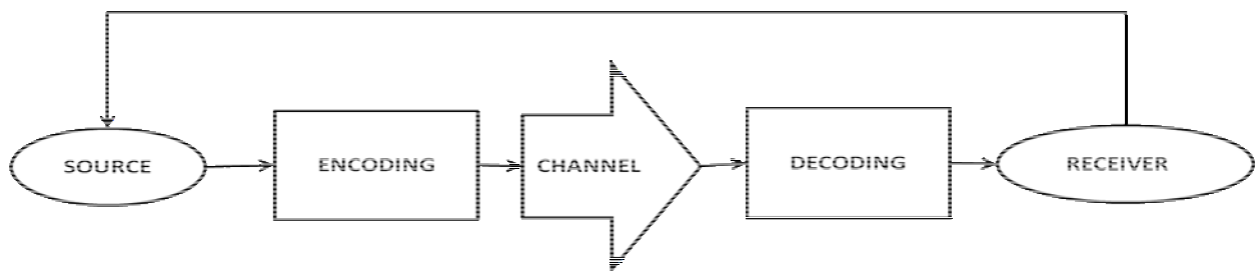 SOURCE
ENCODING
CHANNEL
DECODING
RECEIVER